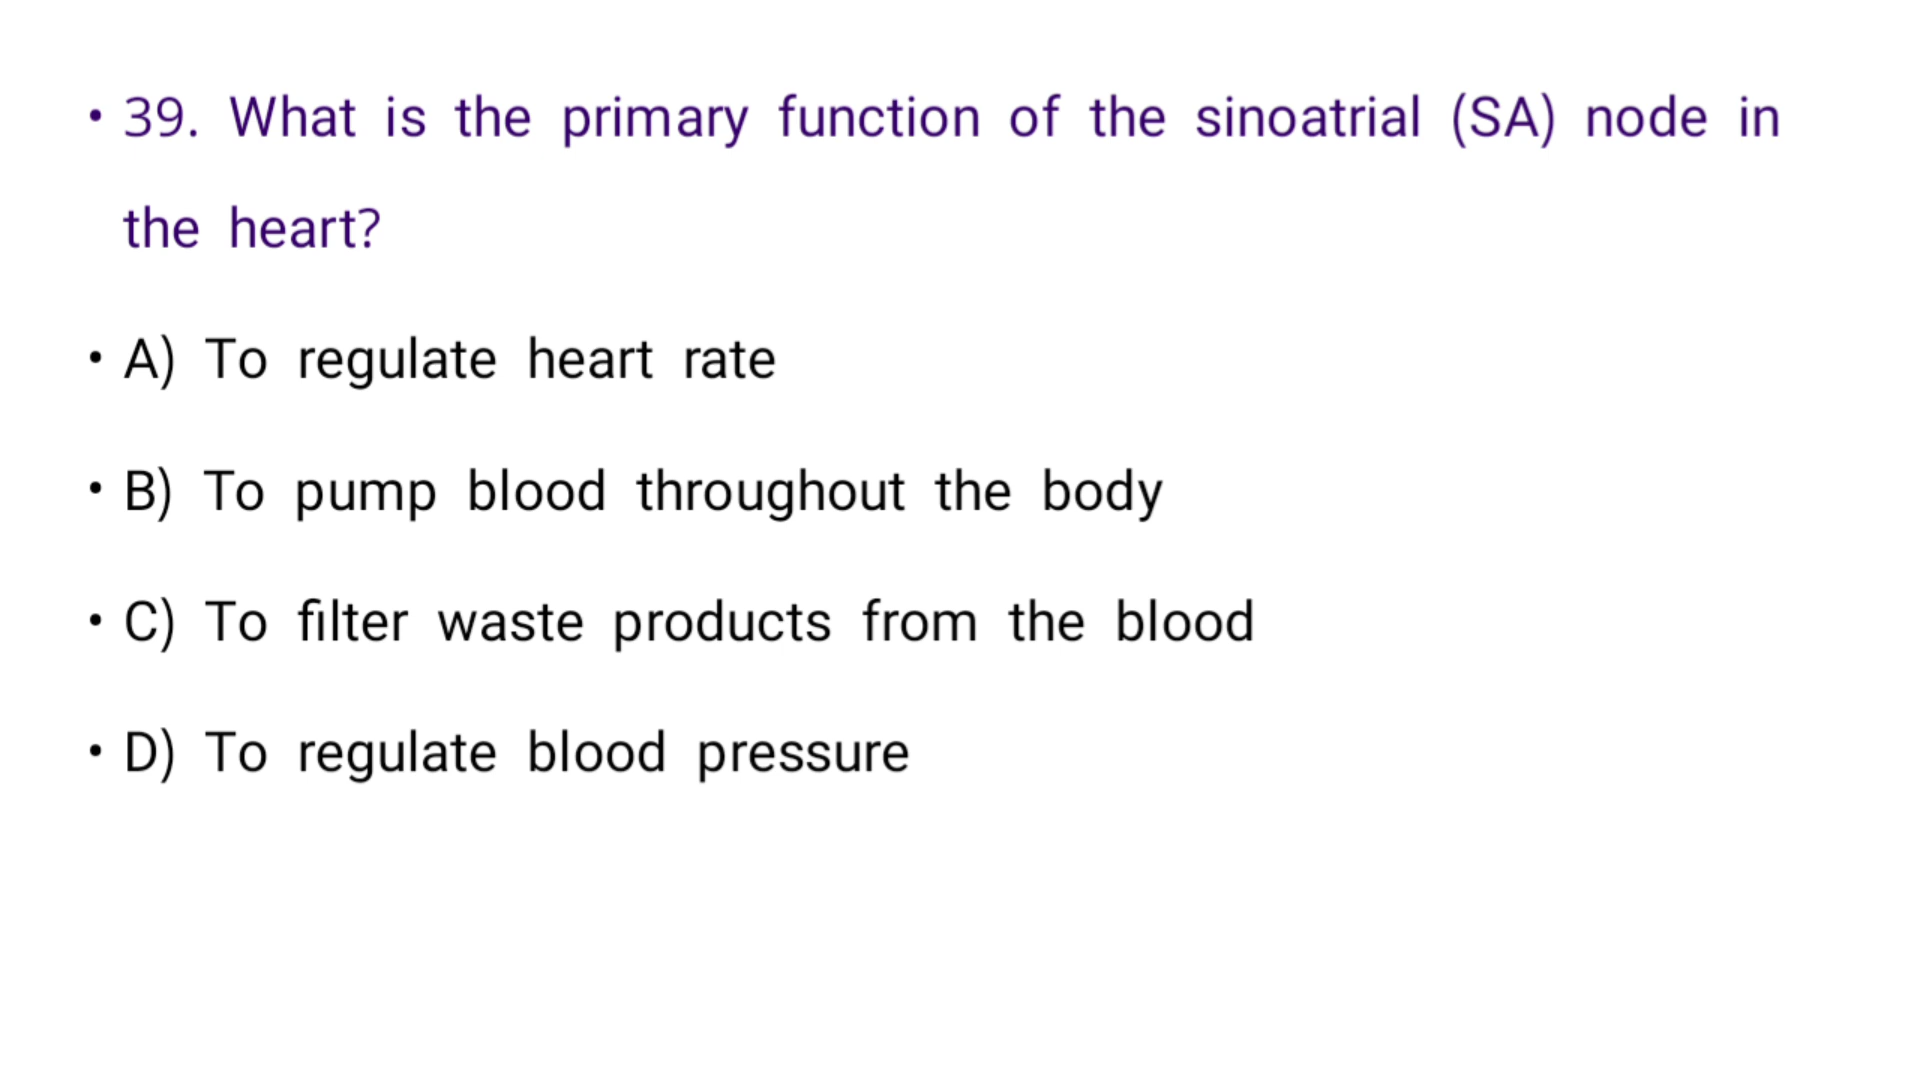 • 39. What is the primary function of the sinoatrial (SA) node in
the heart?
• A) To regulate heart rate
• B) To pump blood throughout the body
• C) To filter waste products from the blood
• D) To regulate blood pressure